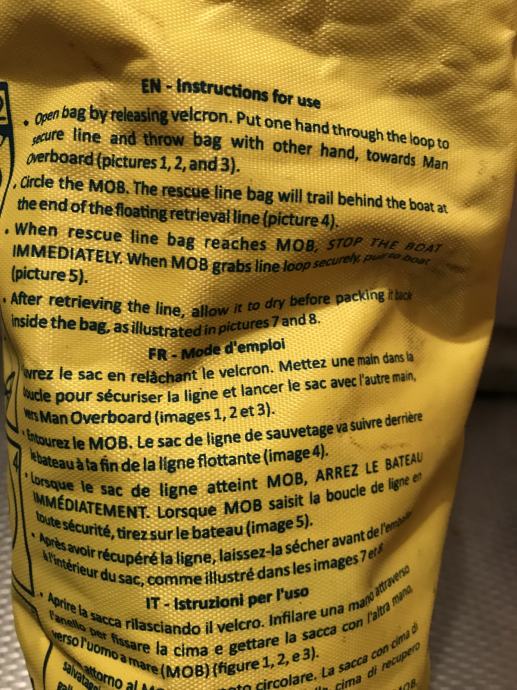 EN - Instructions for use
• Open bag by releasing velcron. Put one hand through the loop to
secure line and throw bag with other hand, towards Man
Overboard (pictures 1, 2, and 3).
• Circle the MOB. The rescue line bag will trail behind the boat at
the end of the floating retrieval line (picture 4).
• When rescue line bag reaches MOB, STOP THE BOAT
IMMEDIATELY. When MOB grabs line loop securely, pull to boat
(picture 5).
• After retrieving the line, allow it to dry before packing it back
inside the bag, as illustrated in pictures 7 and 8.
FR - Mode d'emploi
uvrez le sac en relâchant le velcron. Mettez une main dans la
boucle pour sécuriser la ligne et lancer le sac avec l'autre main,
vers Man Overboard (images 1, 2 et 3).
• Entourez le MOB. Le sac de ligne de sauvetage va suivre derrière
le bateau à la fin de la ligne flottante (image 4).
• Lorsque le sac de ligne atteint MOB, ARREZ LE BATEAU
IMMÉDIATEMENT. Lorsque MOB saisit la boucle de ligne en
toute sécurité, tirez sur le bateau (image 5).
• Après avoir récupéré la ligne, laissez-la sécher avant de
à l'intérieur du sac, comme illustré dans les images 7 et 8
IT - Istruzioni per l'uso
• Aprire la sacca rilasciando il velcro. Infilare una mano attraverso
l'anello per fissare la cima e gettare la sacca con l'altra mano,
verso l'uomo a mare (MOB) (figure 1, 2, e 3).
attorno al circolare. La sacca con cima di
salvataggio cima di recupero